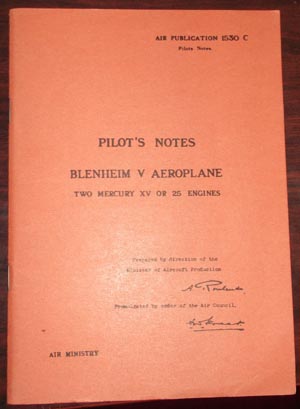 AIR PUBLICATION 1530 C
Pilots Notes
PILOT'S NOTES
BLENHEIM V AEROPLANE
TWO MERCURY XV OR 25 ENGINES
Prepared by direction of the
Minister of Aircraft Production
Promulgated by order of the Air Council.
AIR MINISTRY